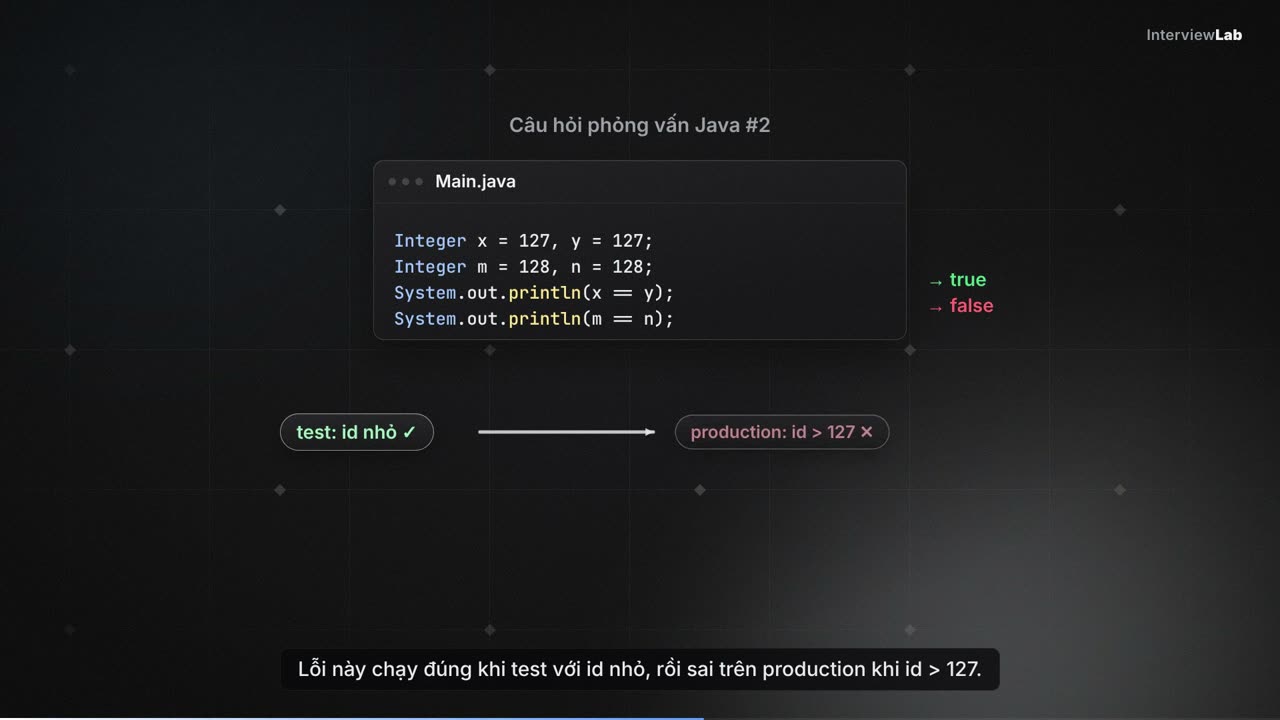 InterviewLab
Câu hỏi phỏng vấn Java #2
Main.java
Integer x = 127, y = 127;
Integer m = 128, n = 128;
System.out.println(x == y);
→ true
System.out.println(m == n);
→ false
test: id nhỏ ✓
production: id > 127 ✕
Lỗi này chạy đúng khi test với id nhỏ, rồi sai trên production khi id > 127.